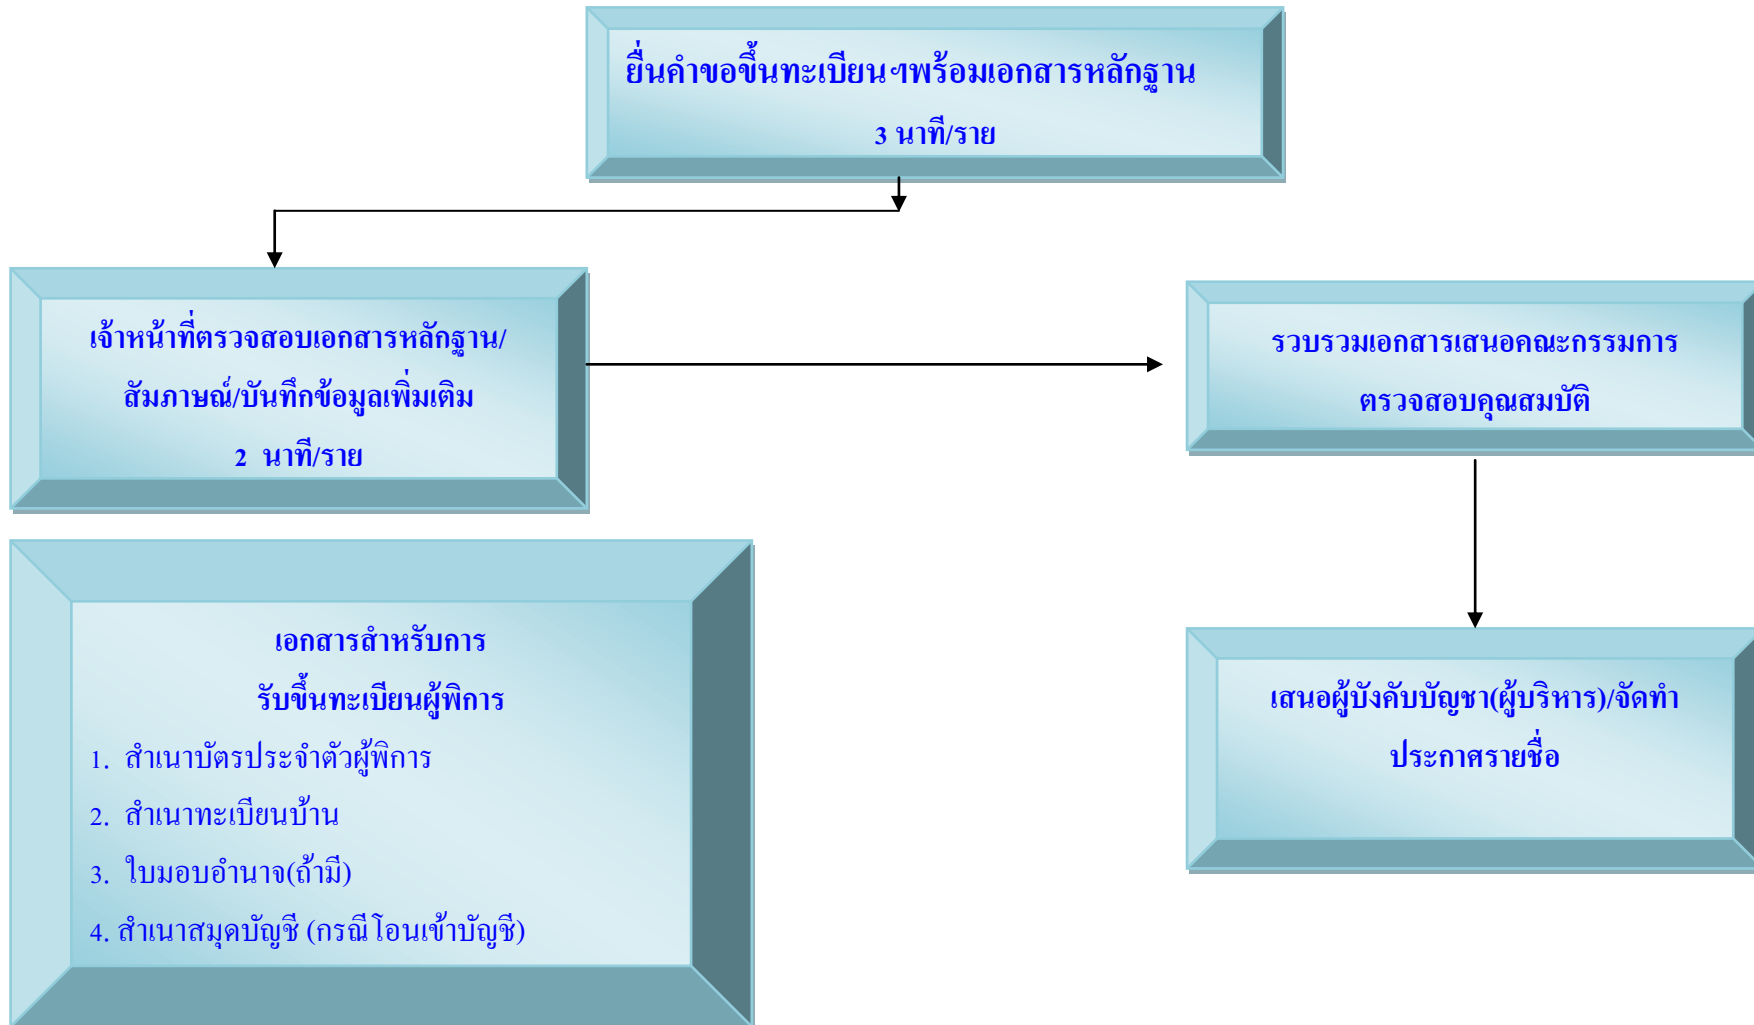 ยื่นคำขอขึ้นทะเบียนฯพร้อมเอกสารหลักฐาน
3 นาที/ราย
เจ้าหน้าที่ตรวจสอบเอกสารหลักฐาน/
สัมภาษณ์/บันทึกข้อมูลเพิ่มเติม
2 นาที/ราย
รวบรวมเอกสารเสนอคณะกรรมการ
ตรวจสอบคุณสมบัติ
เอกสารสำหรับการ
รับขึ้นทะเบียนผู้พิการ
1. สำเนาบัตรประจำตัวผู้พิการ
2. สำเนาทะเบียนบ้าน
3. ใบมอบอำนาจ(ถ้ามี)
4. สำเนาสมุดบัญชี (กรณีโอนเข้าบัญชี)
เสนอผู้บังคับบัญชา(ผู้บริหาร)/จัดทำ
ประกาศรายชื่อ